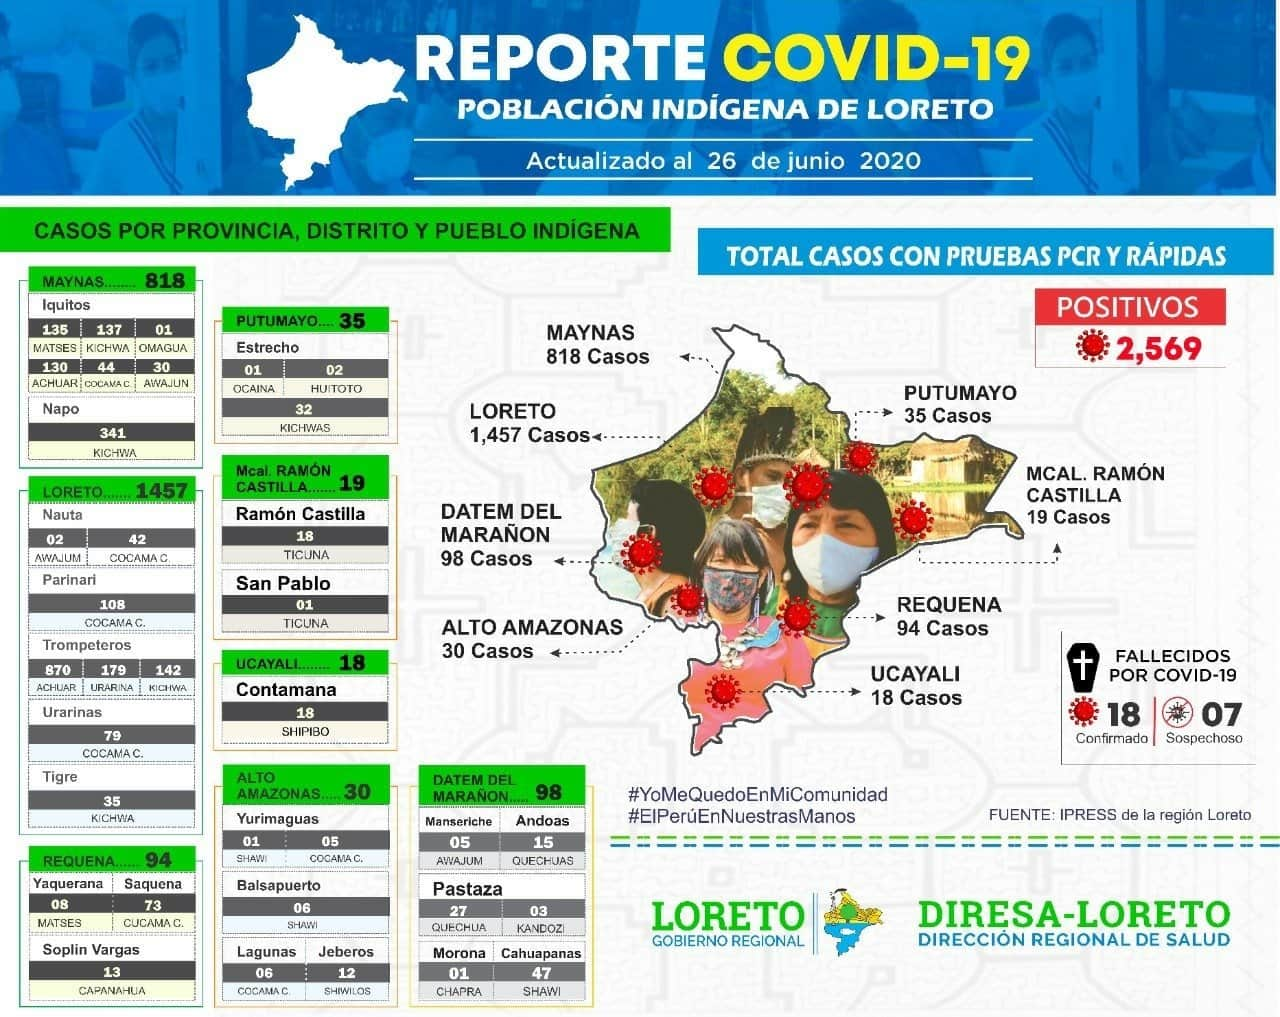 REPORTE COVID-19
POBLACIÓN INDÍGENA DE LORETO
Actualizado al 26 de junio 2020
CASOS POR PROVINCIA, DISTRITO Y PUEBLO INDÍGENA
MAYNAS........ 818
Iquitos
135 137 01
MATSES KICHWA OMAGUA
130 44 30
ACHUAR COCAMA C. AWAJUN
Napo
341
KICHWA
LORETO....... 1457
Nauta
02 42
AWAJUM COCAMA C.
Parinari
108
COCAMA C.
Trompeteros
870 179 142
ACHUAR URARINA KICHWA
Urarinas
79
COCAMA C.
Tigre
35
KICHWA
REQUENA...... 94
Yaquerana Saquena
08 73
MATSES CUCAMA C.
Soplin Vargas
13
CAPANAHUA
PUTUMAYO.... 35
Estrecho
01 02
OCAINA HUITOTO
32
KICHWAS
Mcal. RAMÓN
CASTILLA....... 19
Ramón Castilla
18
TICUNA
San Pablo
01
TICUNA
UCAYALI........ 18
Contamana
18
SHIPIBO
ALTO
AMAZONAS..... 30
Yurimaguas
01 05
SHAWI COCAMA C.
Balsapuerto
06
SHAWI
Lagunas Jeberos
06 12
COCAMA C. SHIWILOS
DATEM DEL
MARAÑON..... 98
Manseriche Andoas
05 15
AWAJUM QUECHUAS
Pastaza
27 03
QUECHUA KANDOZI
Morona Cahuapanas
01 47
CHAPRA SHAWI
TOTAL CASOS CON PRUEBAS PCR Y RÁPIDAS
POSITIVOS
2,569
MAYNAS
818 Casos
LORETO
1,457 Casos
DATEM DEL
MARAÑON
98 Casos
ALTO AMAZONAS
30 Casos
PUTUMAYO
35 Casos
MCAL. RAMÓN
CASTILLA
19 Casos
REQUENA
94 Casos
UCAYALI
18 Casos
FALLECIDOS
POR COVID-19
18 07
Confirmado Sospechoso
#YoMeQuedoEnMiComunidad
#ElPerúEnNuestrasManos
FUENTE: IPRESS de la región Loreto
LORETO
GOBIERNO REGIONAL
DIRESA-LORETO
DIRECCIÓN REGIONAL DE SALUD